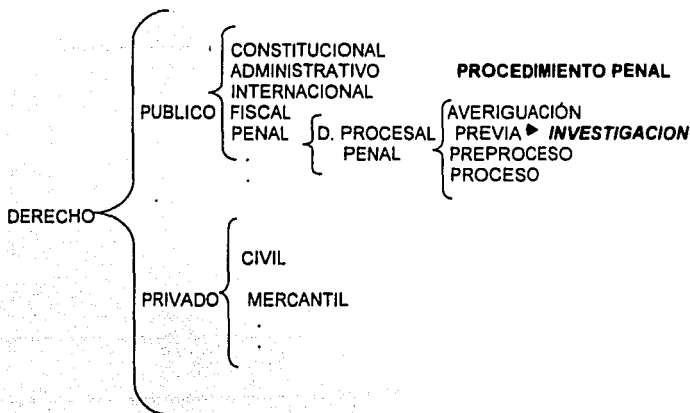 CONSTITUCIONAL
ADMINISTRATIVO
PROCEDIMIENTO PENAL
INTERNACIONAL
PUBLICO
FISCAL
AVERIGUACIÓN
PENAL
D. PROCESAL
PREVIA ► INVESTIGACION
PENAL
PREPROCESO
PROCESO
DERECHO
CIVIL
PRIVADO
MERCANTIL